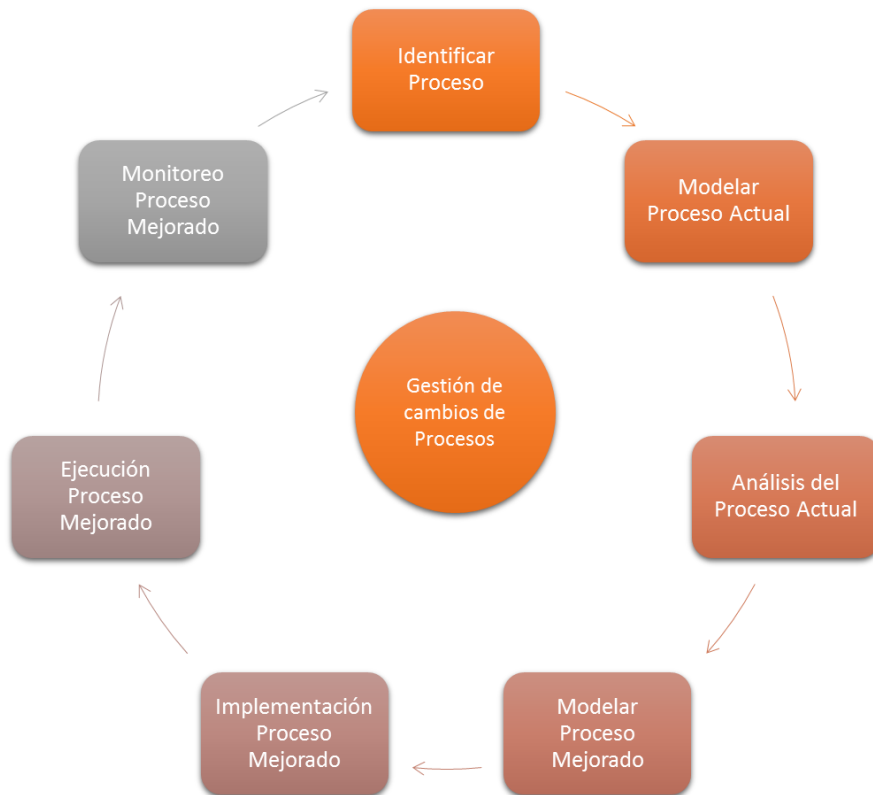 Identificar
Proceso
Modelar
Proceso Actual
Análisis del
Proceso Actual
Modelar
Proceso
Mejorado
Implementación
Proceso
Mejorado
Ejecución
Proceso
Mejorado
Monitoreo
Proceso
Mejorado
Gestión de
cambios de
Procesos